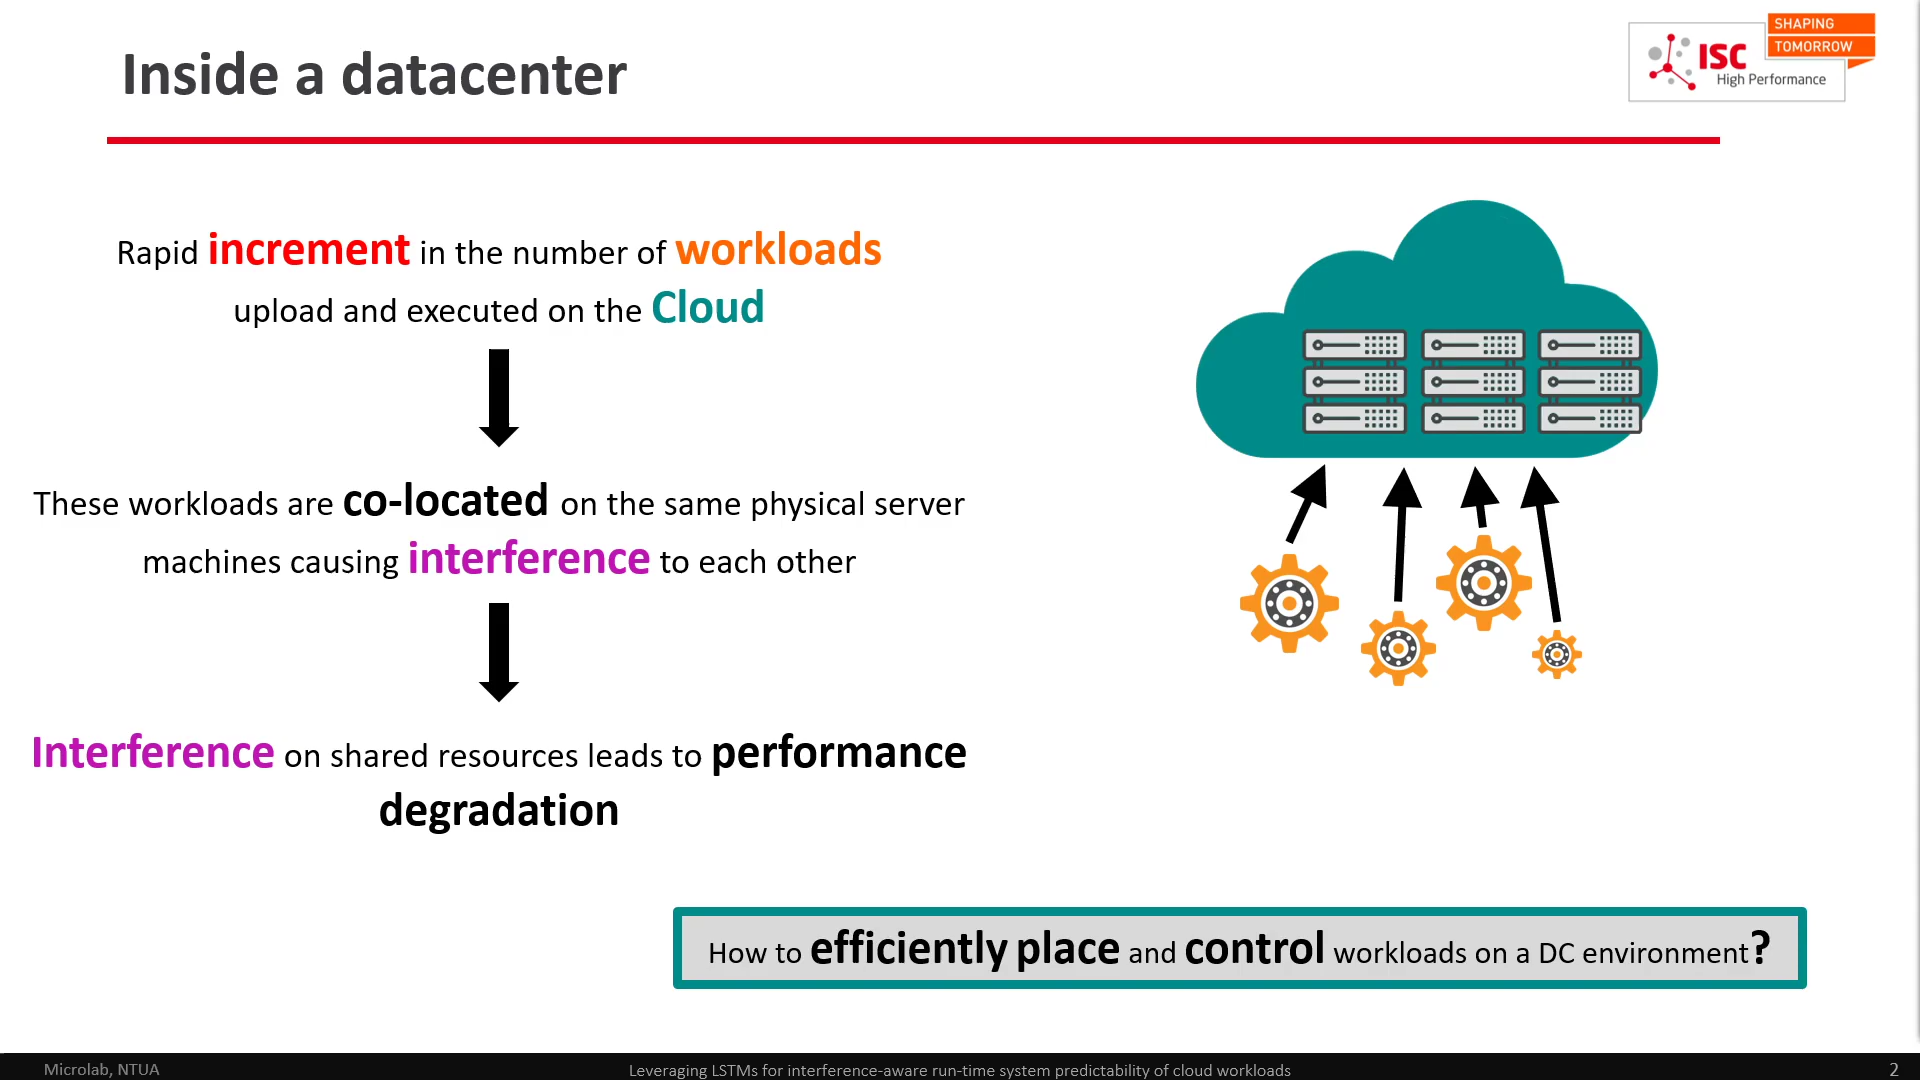 Inside a datacenter
SHAPING
TOMORROW
ISC
High Performance
Rapid increment in the number of workloads
upload and executed on the Cloud
These workloads are co-located on the same physical server
machines causing interference to each other
Interference on shared resources leads to performance
degradation
How to efficiently place and control workloads on a DC environment?
Microlab, NTUA
Leveraging LSTMs for interference-aware run-time system predictability of cloud workloads
2